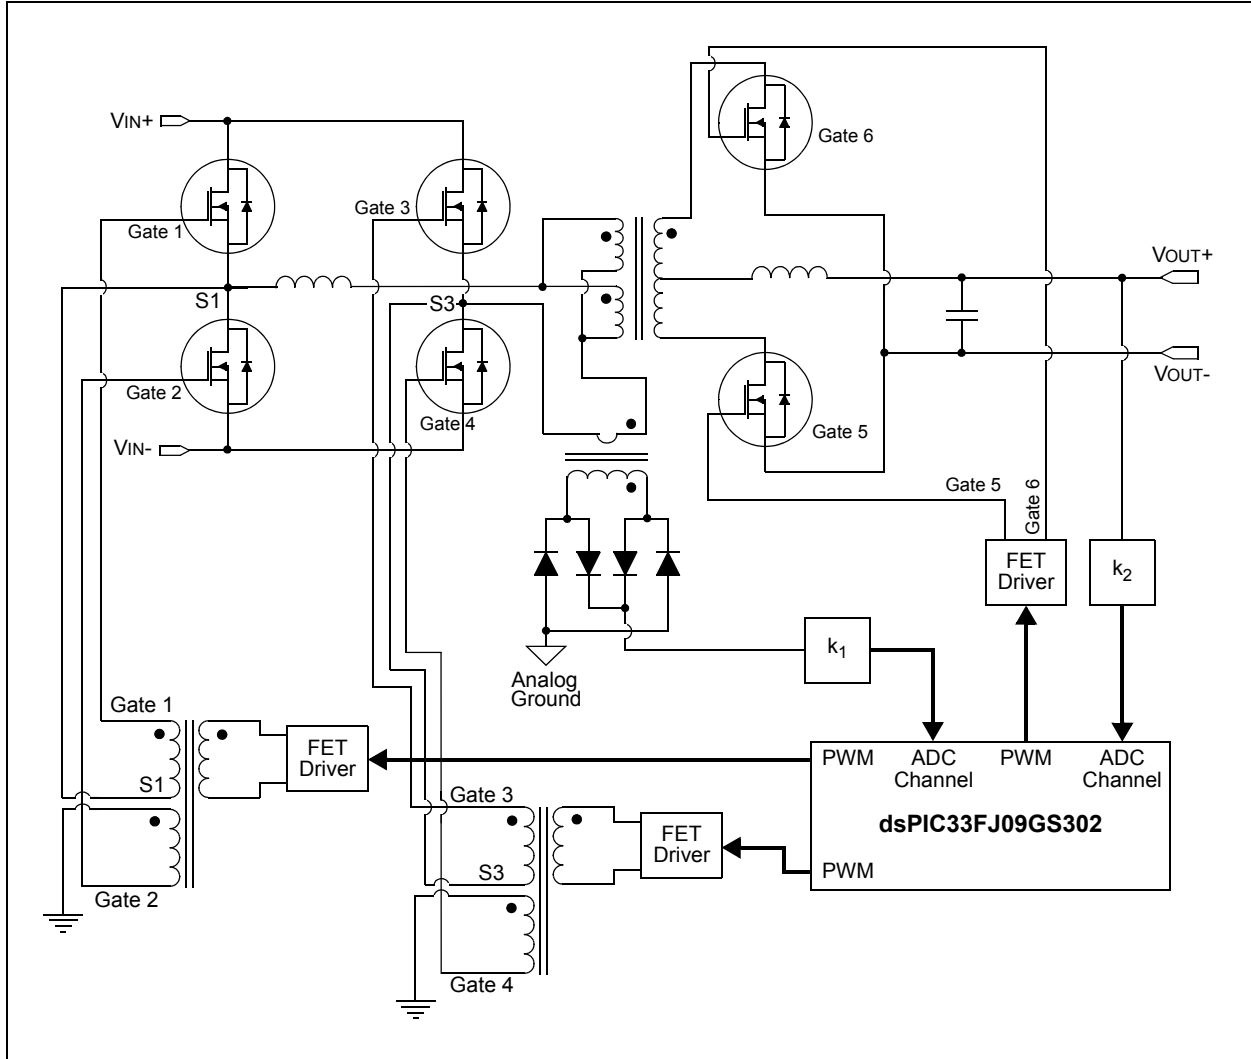 Gate 6
VIN+
Gate 3
Gate 1
VOUT+
S1
S3
VOUT-
Gate 2
Gate 4
Gate 5
VIN-
Gate 5
Gate 6
FET
Driver
k2
k1
Analog
Ground
Gate 1
FET
Driver
S1
Gate 2
PWM
ADC
Channel
PWM
ADC
Channel
dsPIC33FJ09GS302
PWM
Gate 3
FET
Driver
S3
Gate 4